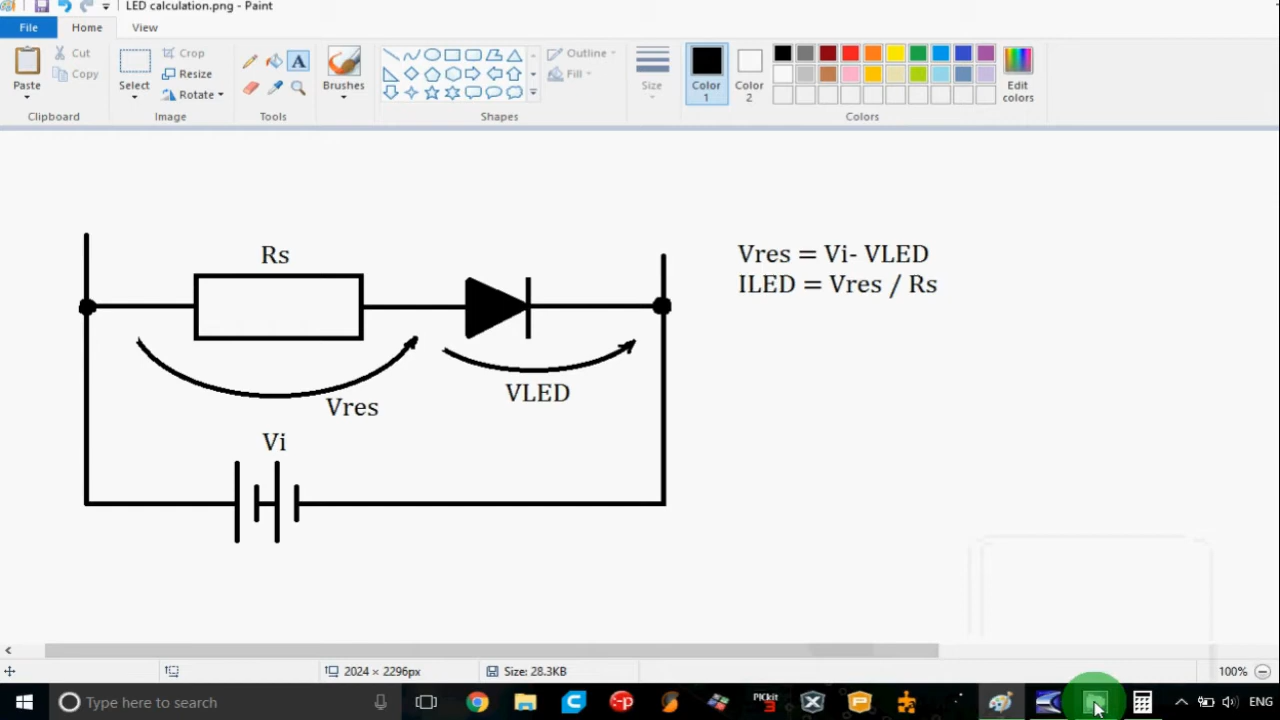 LED calculation.png - Paint
File Home View
Paste
Cut
Copy
Clipboard
Select
Crop
Resize
Rotate
Image
A
Tools
Brushes
Outline
Fill
Shapes
Size
Color 1
Color 2
Edit colors
Colors
Rs
Vres = Vi- VLED
ILED = Vres / Rs
VLED
Vres
Vi
2024 × 2296px
Size: 28.3KB
100%
Type here to search
PICkit 3
ENG